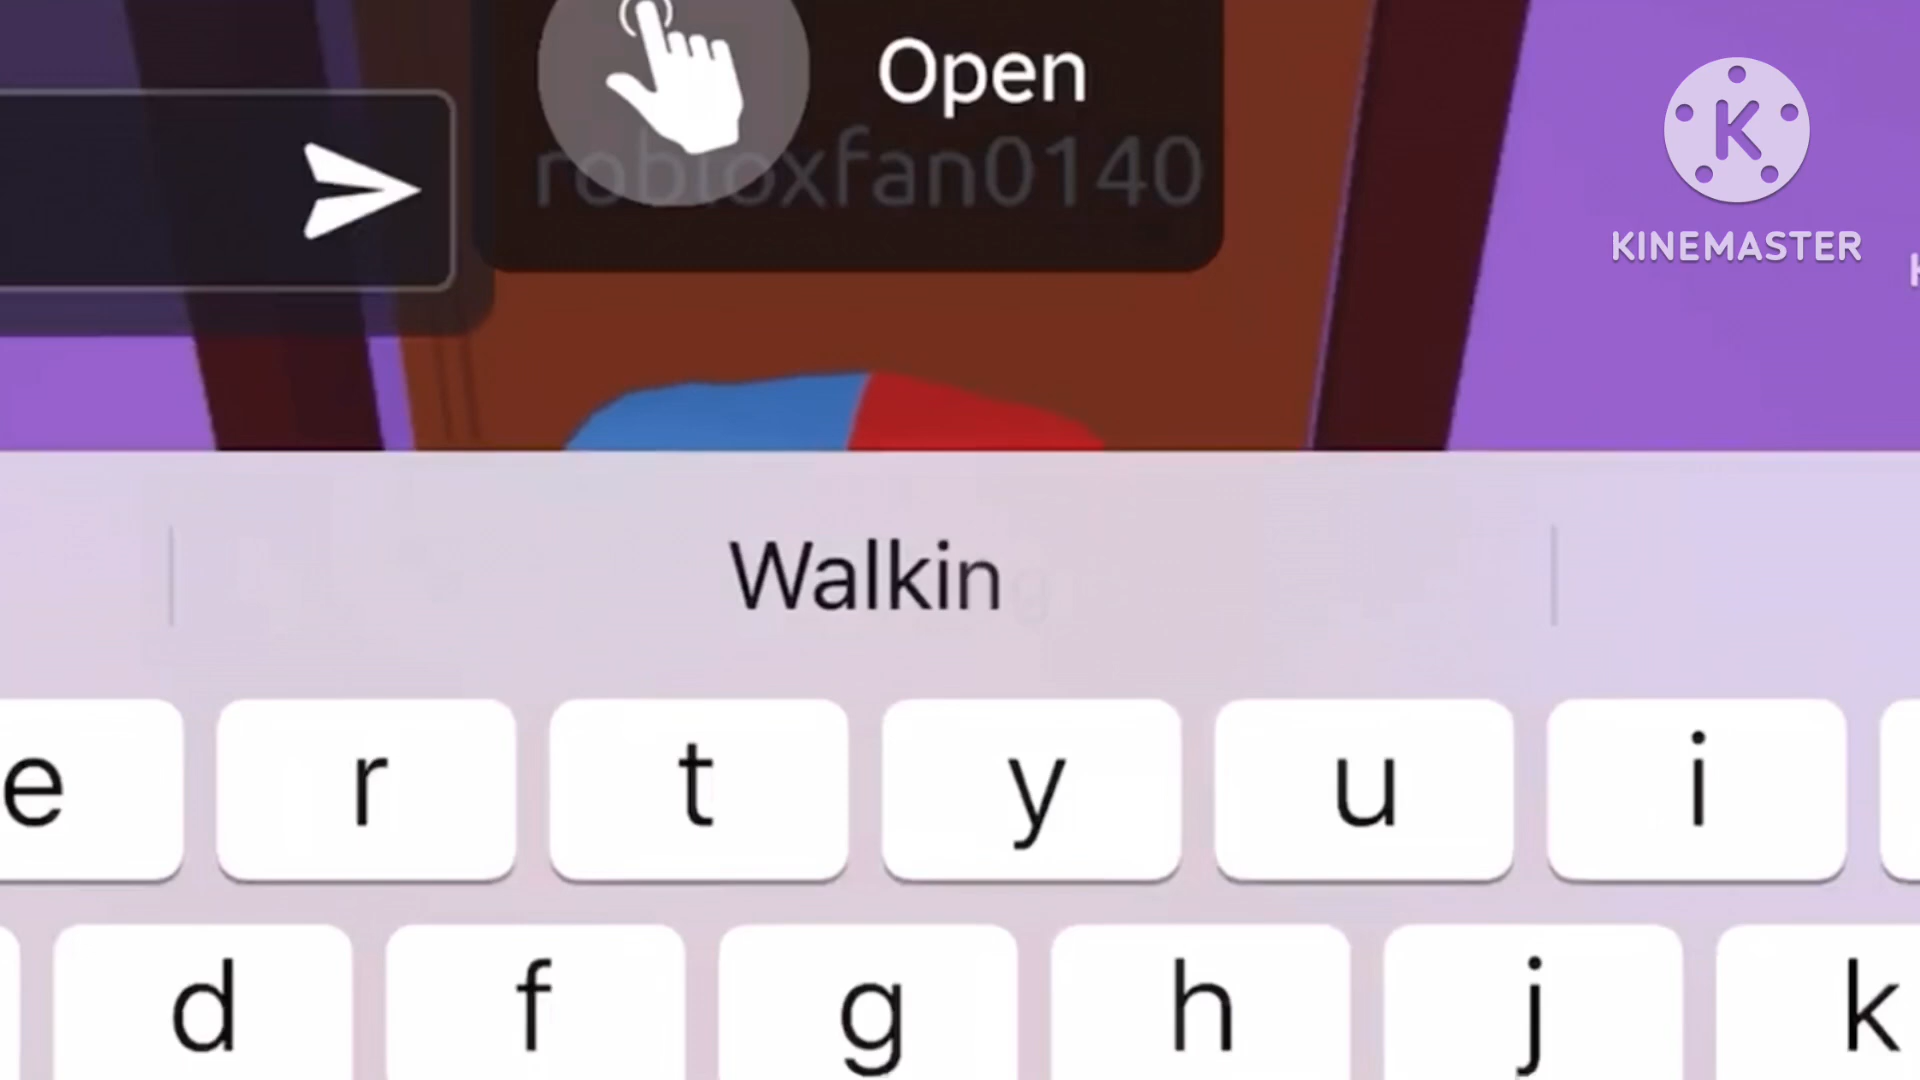 Open
robloxfan0140
K
KINEMASTER
Walkin
e r t y u i
d f g h j k